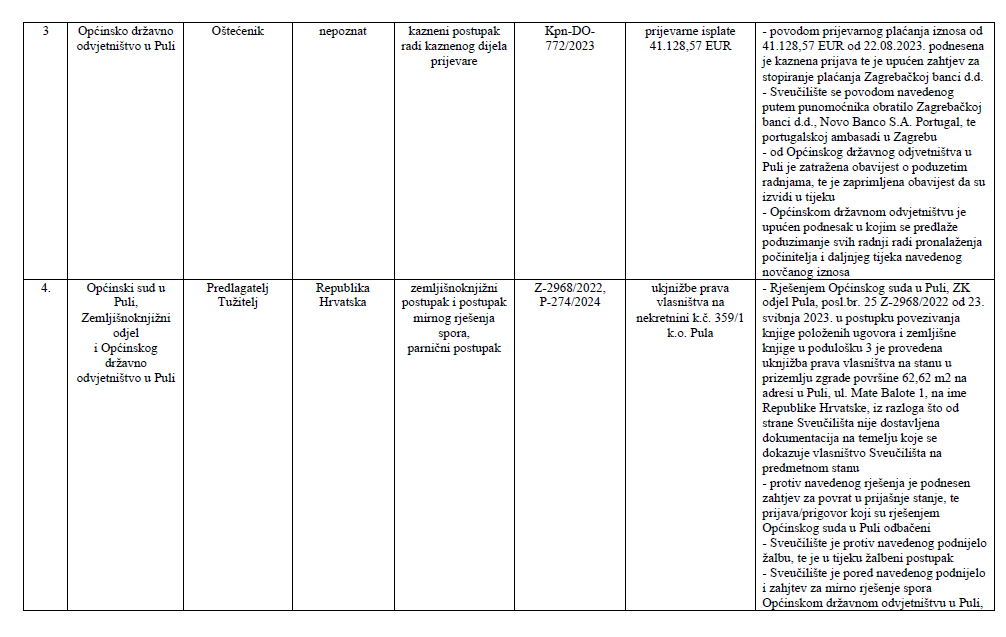 3
Općinsko državno
odvjetništvo u Puli
Oštećenik
nepoznat
kazneni postupak
radi kaznenog dijela
prijevare
Kpn-DO-
772/2023
prijevarne isplate
41.128,57 EUR
- povodom prijevarnog plaćanja iznosa od
41.128,57 EUR od 22.08.2023. podnesena
je kaznena prijava te je upućen zahtjev za
stopiranje plaćanja Zagrebačkoj banci d.d.
- Sveučilište se povodom navedenog
putem punomoćnika obratilo Zagrebačkoj
banci d.d., Novo Banco S.A. Portugal, te
portugalskoj ambasadi u Zagrebu
- od Općinskog državnog odjvetništva u
Puli je zatražena obavijest o poduzetim
radnjama, te je zaprimljena obavijest da su
izvidi u tijeku
- Općinskom državnom odvjetništvu je
upućen podnesak u kojim se predlaže
poduzimanje svih radnji radi pronalaženja
počinitelja i daljnjeg tijeka navedenog
novčanog iznosa
4.
Općinski sud u
Puli,
Zemljišnoknjižni
odjel
i Općinskog
državno
odvjetništvo u Puli
Predlagatelj
Tužitelj
Republika
Hrvatska
zemljišnoknjižni
postupak i postupak
mirnog rješenja
spora,
parnični postupak
Z-2968/2022,
P-274/2024
ukjnižbe prava
vlasništva na
nekretnini k.č. 359/1
k.o. Pula
- Rješenjem Općinskog suda u Puli, ZK
odjel Pula, posl.br. 25 Z-2968/2022 od 23.
svibnja 2023. u postupku povezivanja
knjige položenih ugovora i zemljišne
knjige u podulošku 3 je provedena
uknjižba prava vlasništva na stanu u
prizemlju zgrade površine 62,62 m2 na
adresi u Puli, ul. Mate Balote 1, na ime
Republike Hrvatske, iz razloga što od
strane Sveučilišta nije dostavljena
dokumentacija na temelju koje se
dokazuje vlasništvo Sveučilišta na
predmetnom stanu
- protiv navedenog rješenja je podnesen
zahtjev za povrat u prijašnje stanje, te
prijava/prigovor koji su rješenjem
Općinskog suda u Puli odbačeni
- Sveučilište je protiv navedenog podnijelo
žalbu, te je u tijeku žalbeni postupak
- Sveučilište je pored navedenog podnijelo
i zahjtev za mirno rješenje spora
Općinskom državnom odvjetništvu u Puli,